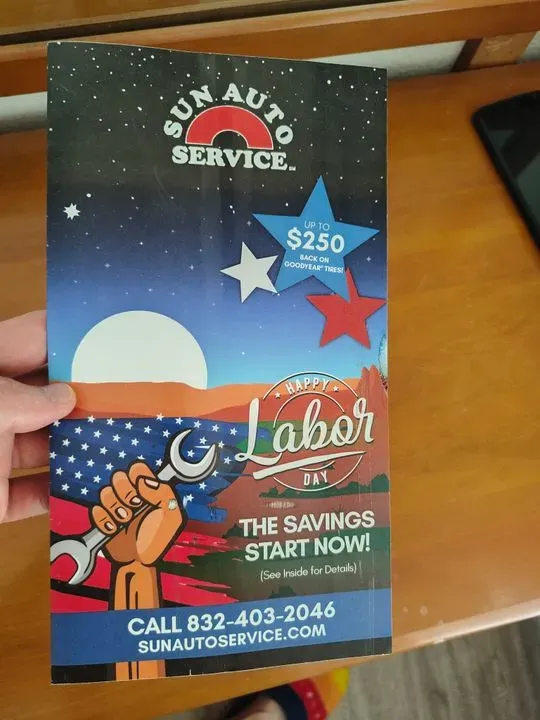 SUN AUTO
SERVICE
SM
UP TO
$250
BACK ON
GOODYEAR® TIRES!
HAPPY
Labor
DAY
THE SAVINGS
START NOW!
(See Inside for Details)
CALL 832-403-2046
SUNAUTOSERVICE.COM